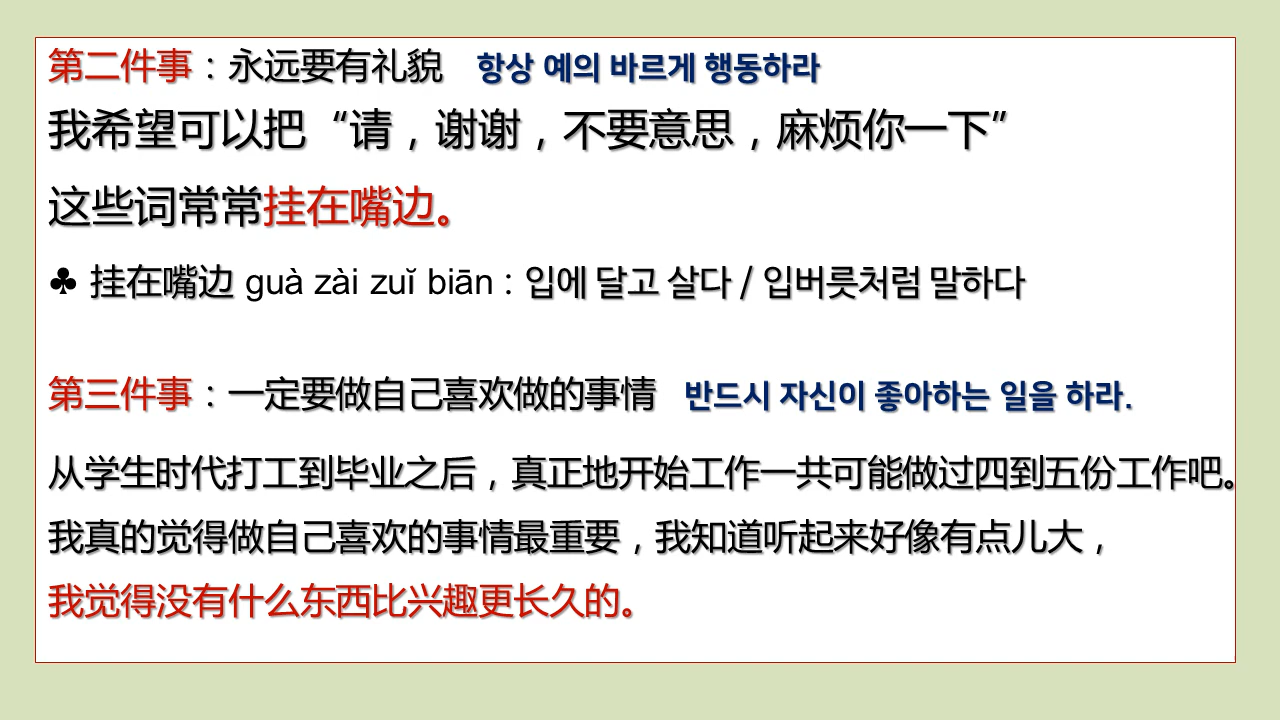 第二件事：永远要有礼貌 항상 예의 바르게 행동하라
我希望可以把“请，谢谢，不要意思，麻烦你一下”
这些词常常挂在嘴边。
♣ 挂在嘴边 guà zài zuĭ biān : 입에 달고 살다 / 입버릇처럼 말하다
第三件事：一定要做自己喜欢做的事情 반드시 자신이 좋아하는 일을 하라.
从学生时代打工到毕业之后，真正地开始工作一共可能做过四到五份工作吧。
我真的觉得做自己喜欢的事情最重要，我知道听起来好像有点儿大，
我觉得没有什么东西比兴趣更长久的。